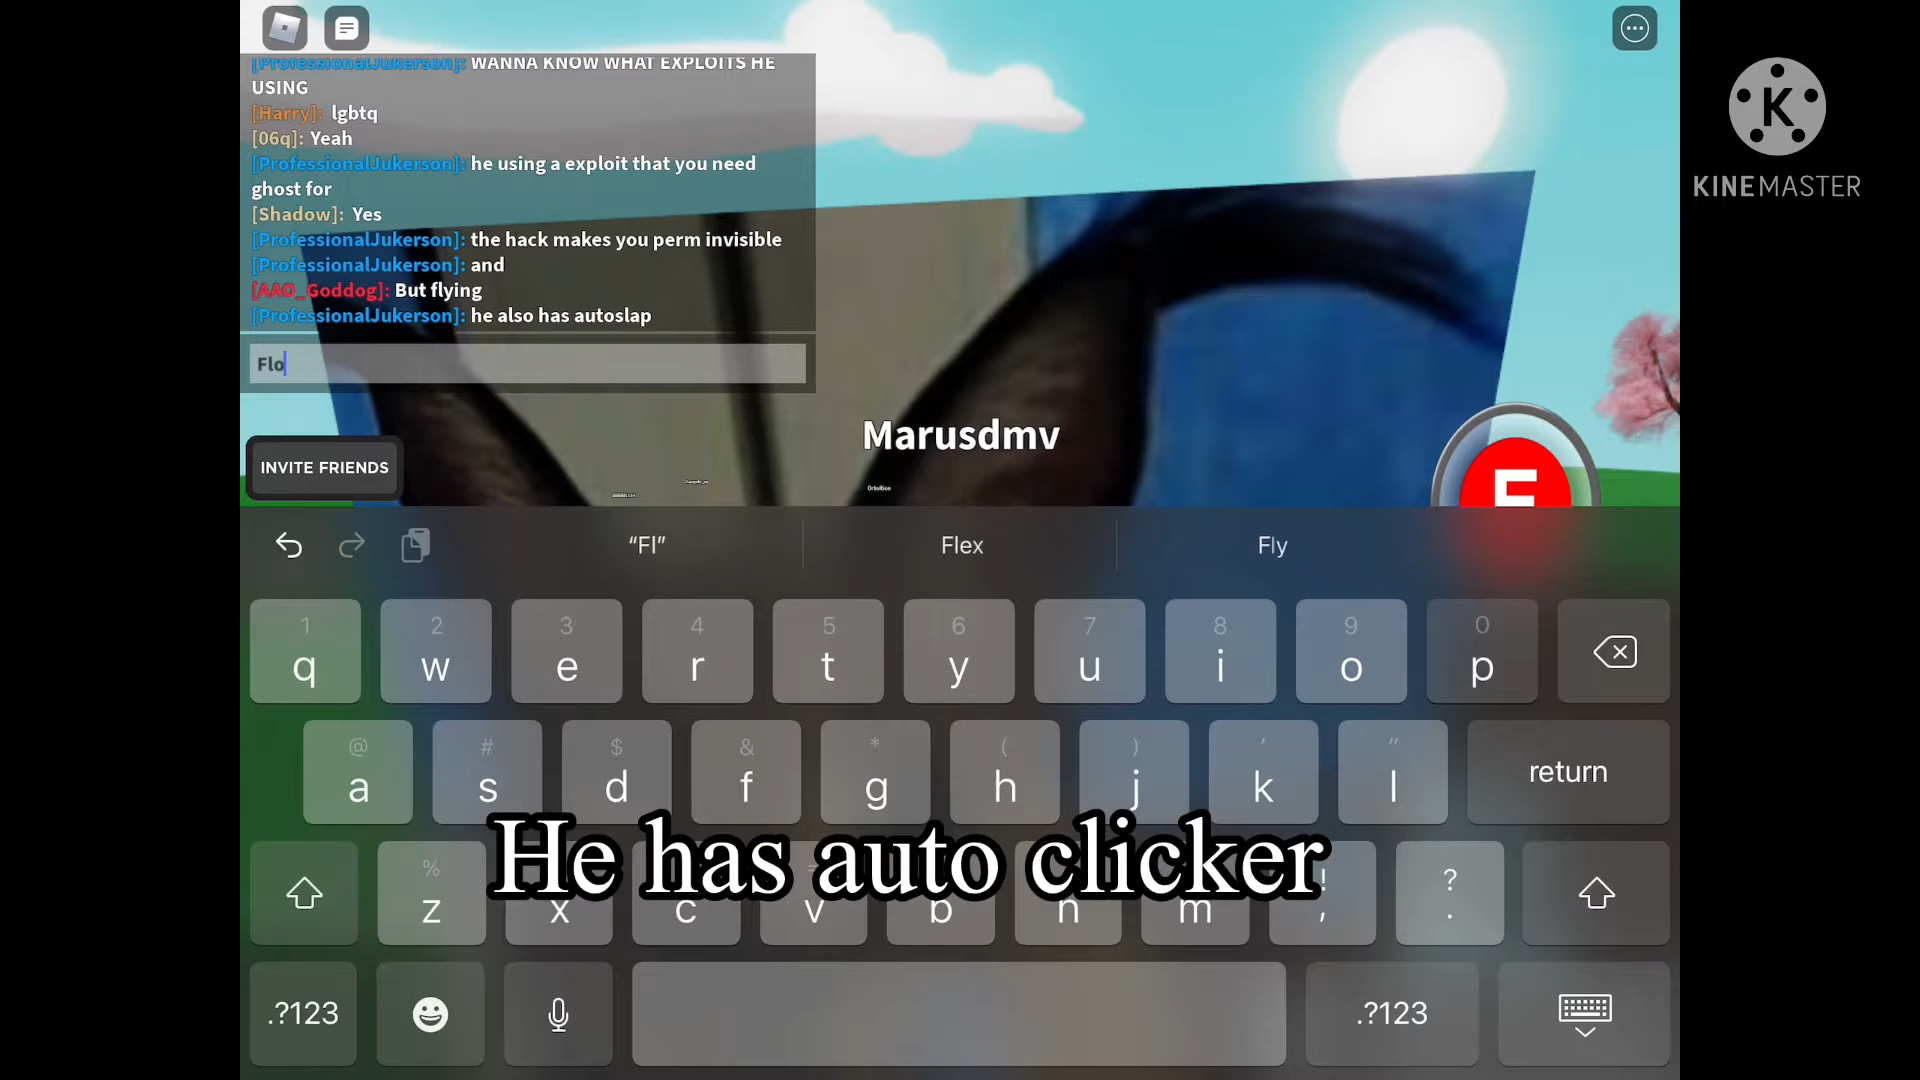 [ProfessionalJukerson]: WANNA KNOW WHAT EXPLOITS HE
USING
[Harry]: lgbtq
[06q]: Yeah
[ProfessionalJukerson]: he using a exploit that you need
ghost for
[Shadow]: Yes
[ProfessionalJukerson]: the hack makes you perm invisible
[ProfessionalJukerson]: and
[AAO_Goddog]: But flying
[ProfessionalJukerson]: he also has autoslap
Flo
K
KINEMASTER
Marusdmv
INVITE FRIENDS
Orbsition
“Fl”
Flex
Fly
1 2 3 4 5 6 7 8 9 0
q w e r t y u i o p
@ # $ & * ( ) ' "
a s d f g h j k l return
He has auto clicker
% ! ?
z x c v b n m , .
.?123 .?123